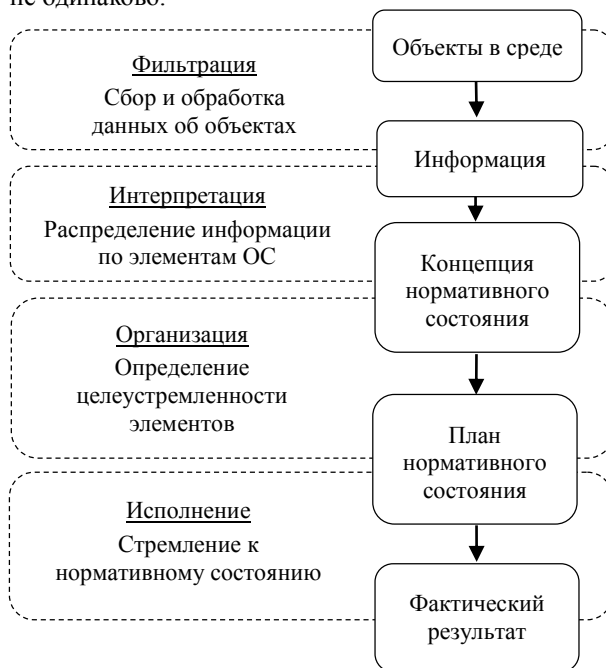 не одинаково.
Объекты в среде
Фильтрация
Сбор и обработка
данных об объектах
Информация
Интерпретация
Распределение информации
по элементам ОС
Концепция
нормативного
состояния
Организация
Определение
целеустремленности
элементов
План
нормативного
состояния
Исполнение
Стремление к
нормативному состоянию
Фактический
результат